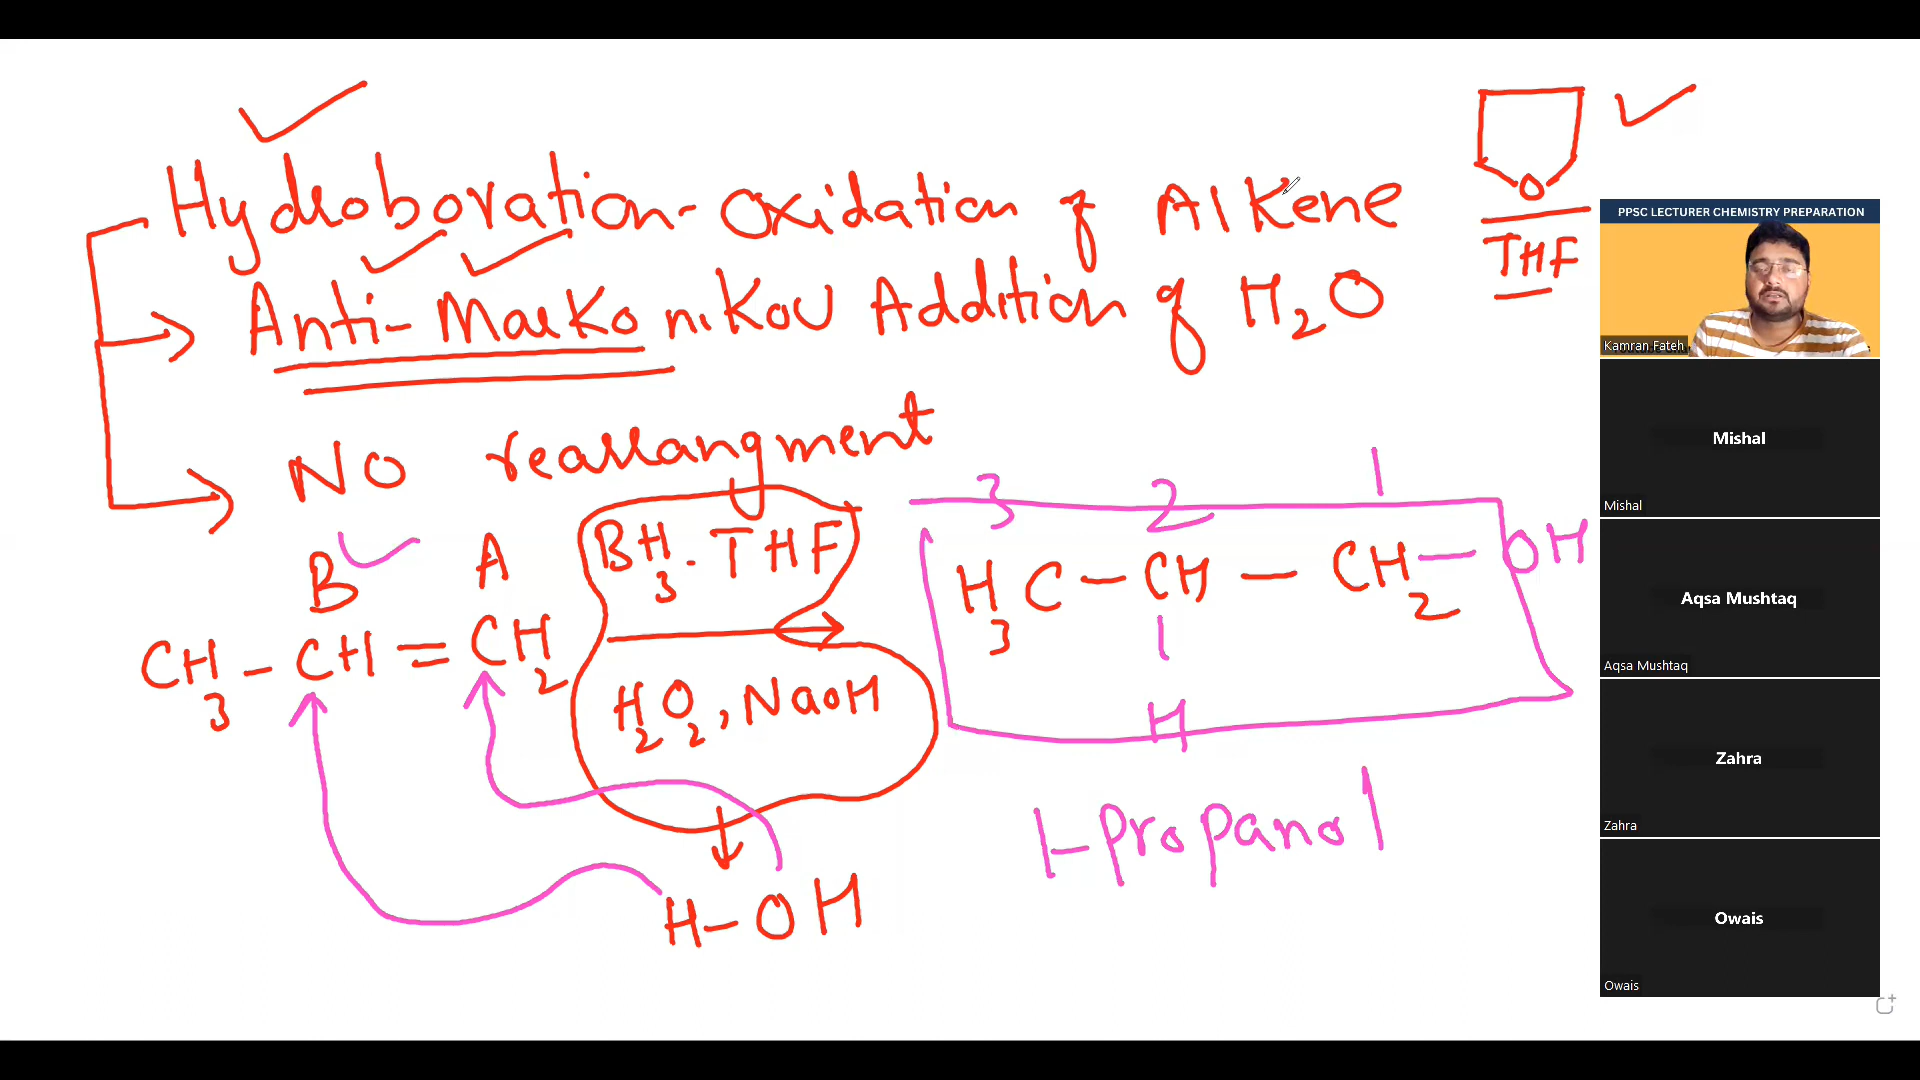 Hydroboration-Oxidation of Alkene
THF
Anti-Markonikov Addition of H2O
NO rearrangment
B A
CH3-CH=CH2
BH3.THF
H2O2, NaOH
H-OH
3 2 1
H3C-CH-CH2-OH
H
1-Propanol
O
PPSC LECTURER CHEMISTRY PREPARATION
Kamran Fateh
Mishal
Mishal
Aqsa Mushtaq
Aqsa Mushtaq
Zahra
Zahra
Owais
Owais